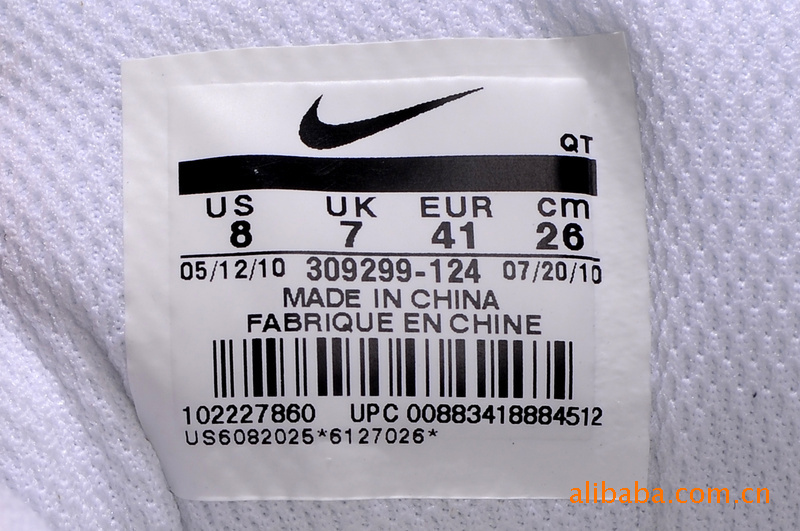 QT
US UK EUR cm
8 7 41 26
05/12/10 309299-124 07/20/10
MADE IN CHINA
FABRIQUE EN CHINE
102227860 UPC 00883418884512
US6082025*6127026*
alibaba.com.cn